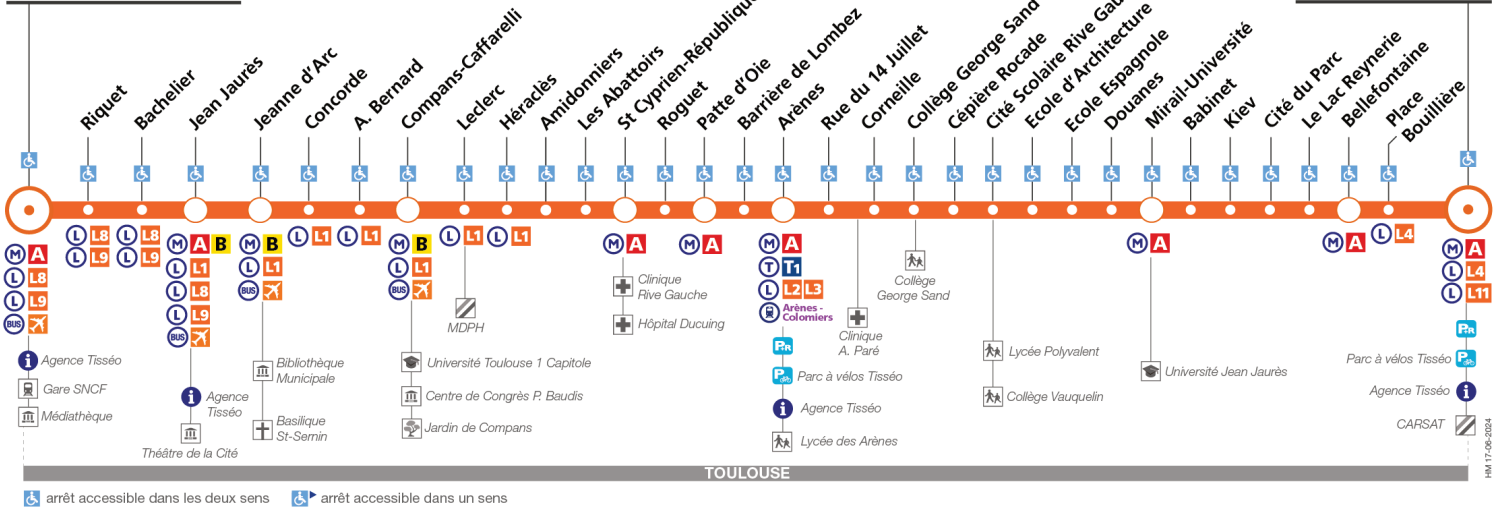 Riquet
Bachelier
Jean Jaurès
Jeanne d'Arc
Concorde
A. Bernard
Compans-Caffarelli
Leclerc
Héraclès
Amidonniers
Les Abattoirs
St Cyprien-République
Roguet
Patte d'Oie
Barrière de Lombez
Arènes
Rue du 14 Juillet
Corneille
Collège George Sand
Cépière Rocade
Cité Scolaire Rive
Ecole d'Architecture
Ecole Espagnole
Douanes
Mirail-Université
Babinet
Kiev
Cité du Parc
Le Lac Reynerie
Bellefontaine
Place
Bouillière
M A
L L8
L L9
BUS
Agence Tisséo
Gare SNCF
Médiathèque
L L8
L L9
L L8
L L9
M A B
L L1
L L8
L L9
BUS
Agence
Tisséo
Théâtre de la Cité
M B
L L1
BUS
Bibliothèque
Municipale
Basilique
St-Sernin
L L1
L L1
M B
L L1
BUS
Université Toulouse 1 Capitole
Centre de Congrès P. Baudis
Jardin de Compans
L L1
MDPH
L L1
M A
Clinique
Rive Gauche
Hôpital Ducuing
M A
M A
T T1
L L2 L3
Arènes -
Colomiers
P+R
Parc à vélos Tisséo
Agence Tisséo
Lycée des Arènes
Clinique
A. Paré
Collège
George Sand
Lycée Polyvalent
Collège Vauquelin
M A
Université Jean Jaurès
M A
L L4
M A
L L4
L L11
P+R
Parc à vélos Tisséo
Agence Tisséo
CARSAT
HM 17-06-2024
TOULOUSE
arrêt accessible dans les deux sens
arrêt accessible dans un sens